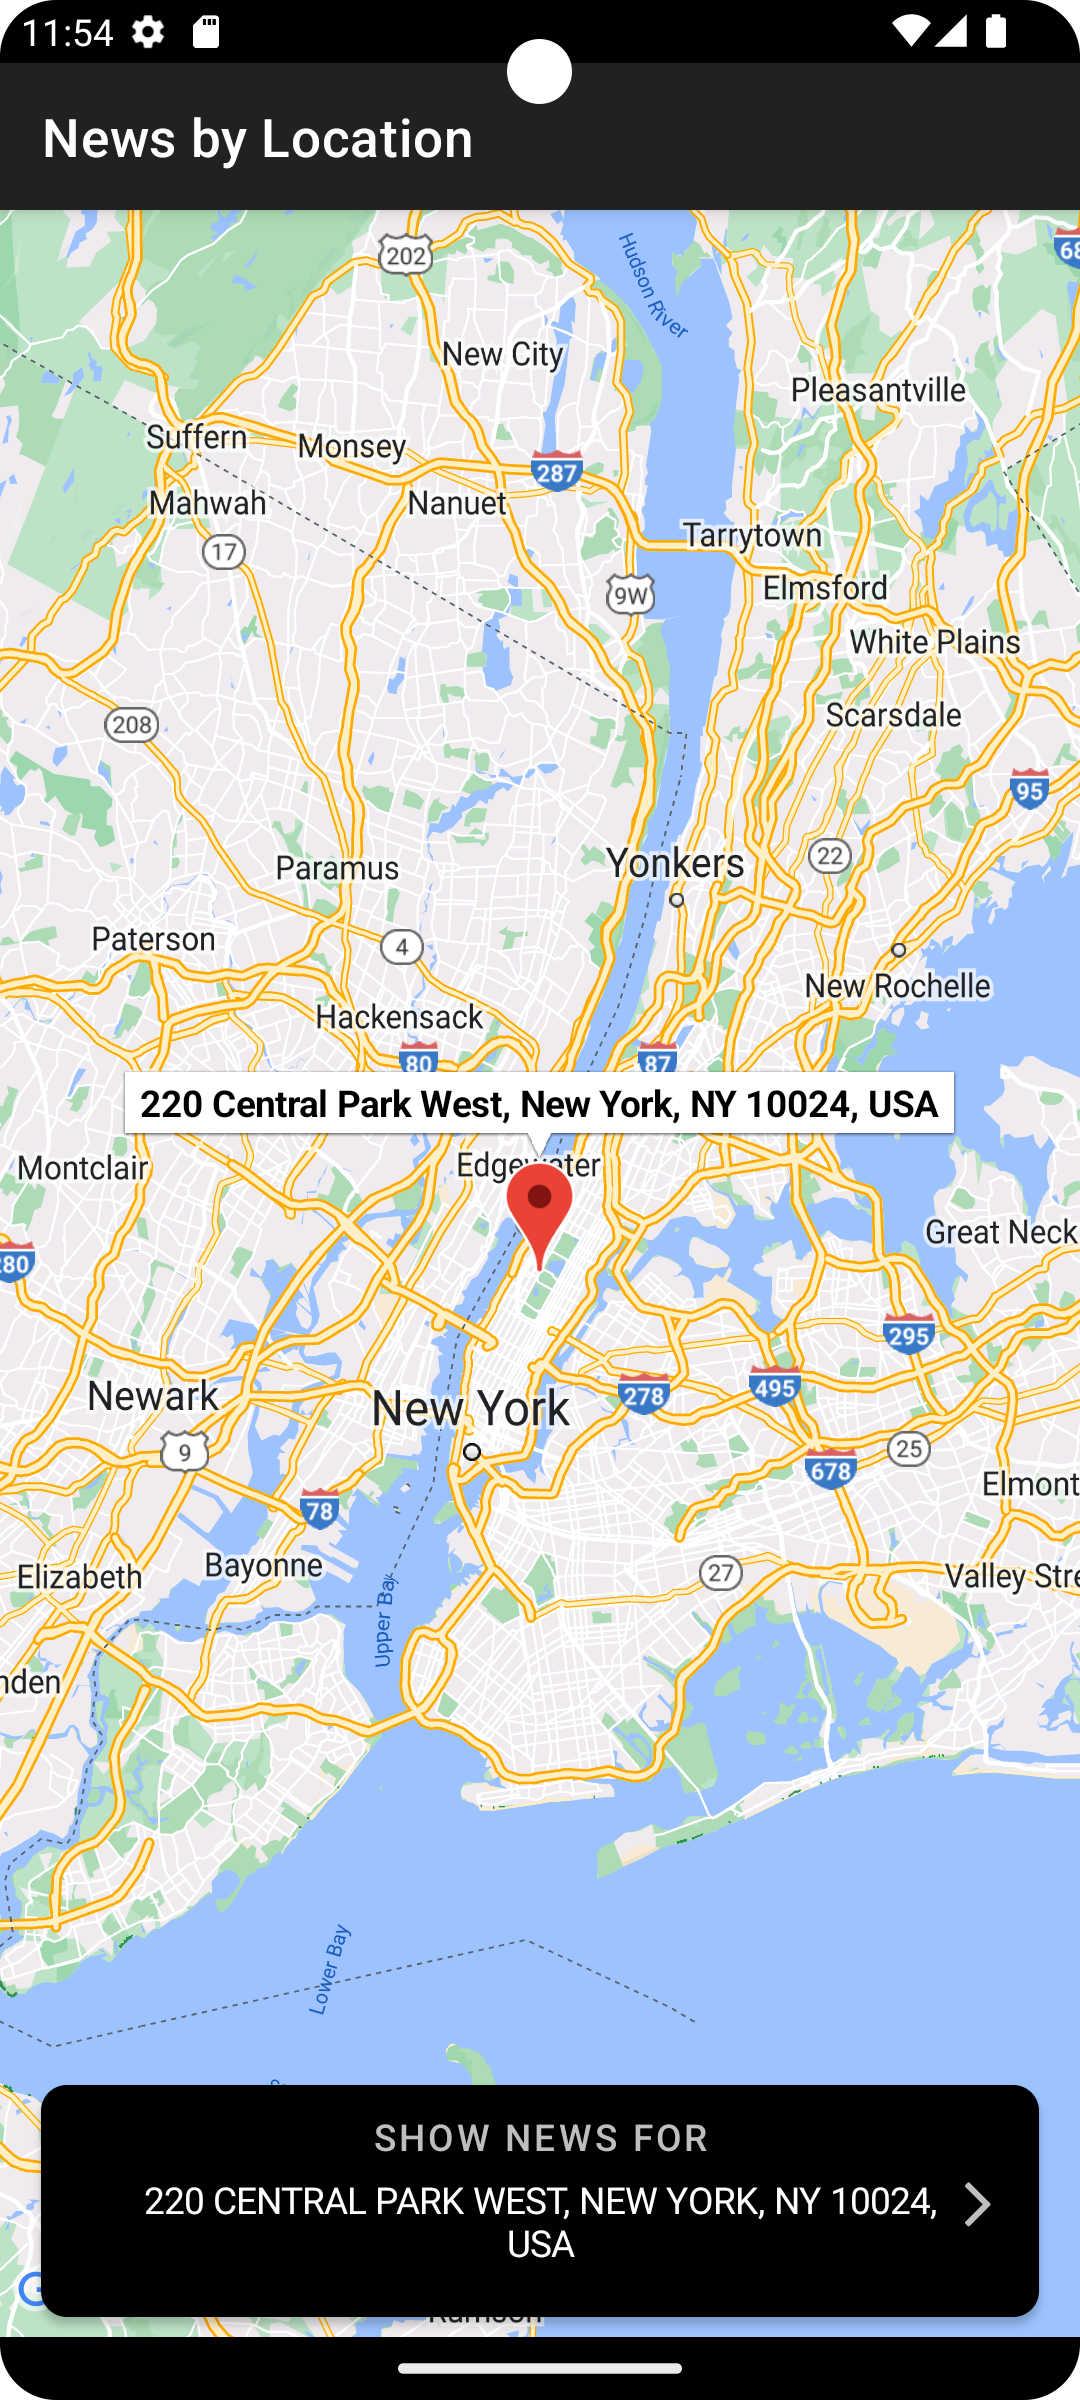 11:54
News by Location
202
68
Hudson River
New City
Pleasantville
Suffern
Monsey
287
Mahwah
Nanuet
Tarrytown
17
Elmsford
9W
White Plains
208
Scarsdale
95
Yonkers
22
Paramus
Paterson
4
New Rochelle
Hackensack
80
87
220 Central Park West, New York, NY 10024, USA
Montclair
Edgewater
Great Neck
280
295
Newark
New York
278
495
9
25
678
78
Elmont
Elizabeth
Bayonne
27
Valley Stre
Upper Bay
nden
Lower Bay
SHOW NEWS FOR
220 CENTRAL PARK WEST, NEW YORK, NY 10024,
USA